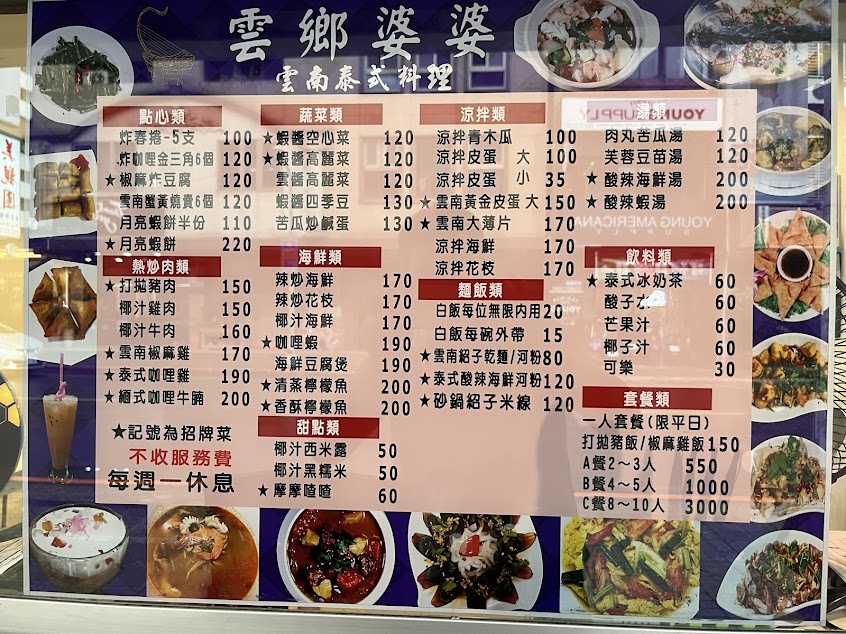 雲鄉婆婆
雲南泰式料理
點心類
炸春捲-5支 100
炸咖哩金三角6個 120
★椒麻炸豆腐 120
雲南蟹黃燒賣6個 120
月亮蝦餅半份 110
★月亮蝦餅 220
熱炒肉類
★打拋豬肉 150
椰汁雞肉 150
椰汁牛肉 160
★雲南椒麻雞 170
★泰式咖哩雞 190
★緬式咖哩牛腩 200
★記號為招牌菜
不收服務費
每週一休息
蔬菜類
★蝦醬空心菜 120
★蝦醬高麗菜 120
雲醬高麗菜 120
蝦醬四季豆 130
苦瓜炒鹹蛋 130
海鮮類
辣炒海鮮 170
辣炒花枝 170
椰汁海鮮 170
★咖哩蝦 190
海鮮豆腐煲 190
★清蒸檸檬魚 200
★香酥檸檬魚 200
甜點類
椰汁西米露 50
椰汁黑糯米 50
★摩摩喳喳 60
涼拌類
涼拌青木瓜 100
涼拌皮蛋 大 100
涼拌皮蛋 小 35
★雲南黃金皮蛋 大 150
★雲南大薄片 170
涼拌海鮮 170
涼拌花枝 170
麵飯類
白飯每位無限內用 20
白飯每碗外帶 15
★雲南紹子乾麵/河粉 80
★泰式酸辣海鮮河粉 120
★砂鍋紹子米線 120
湯類
肉丸苦瓜湯 120
芙蓉豆苗湯 120
★酸辣海鮮湯 200
★酸辣蝦湯 200
飲料類
★泰式冰奶茶 60
酸子水 60
芒果汁 60
椰子汁 60
可樂 30
套餐類
一人套餐(限平日)
打拋豬飯/椒麻雞飯 150
A餐2～3人 550
B餐4～5人 1000
C餐8～10人 3000
YOUNG AMERICANA